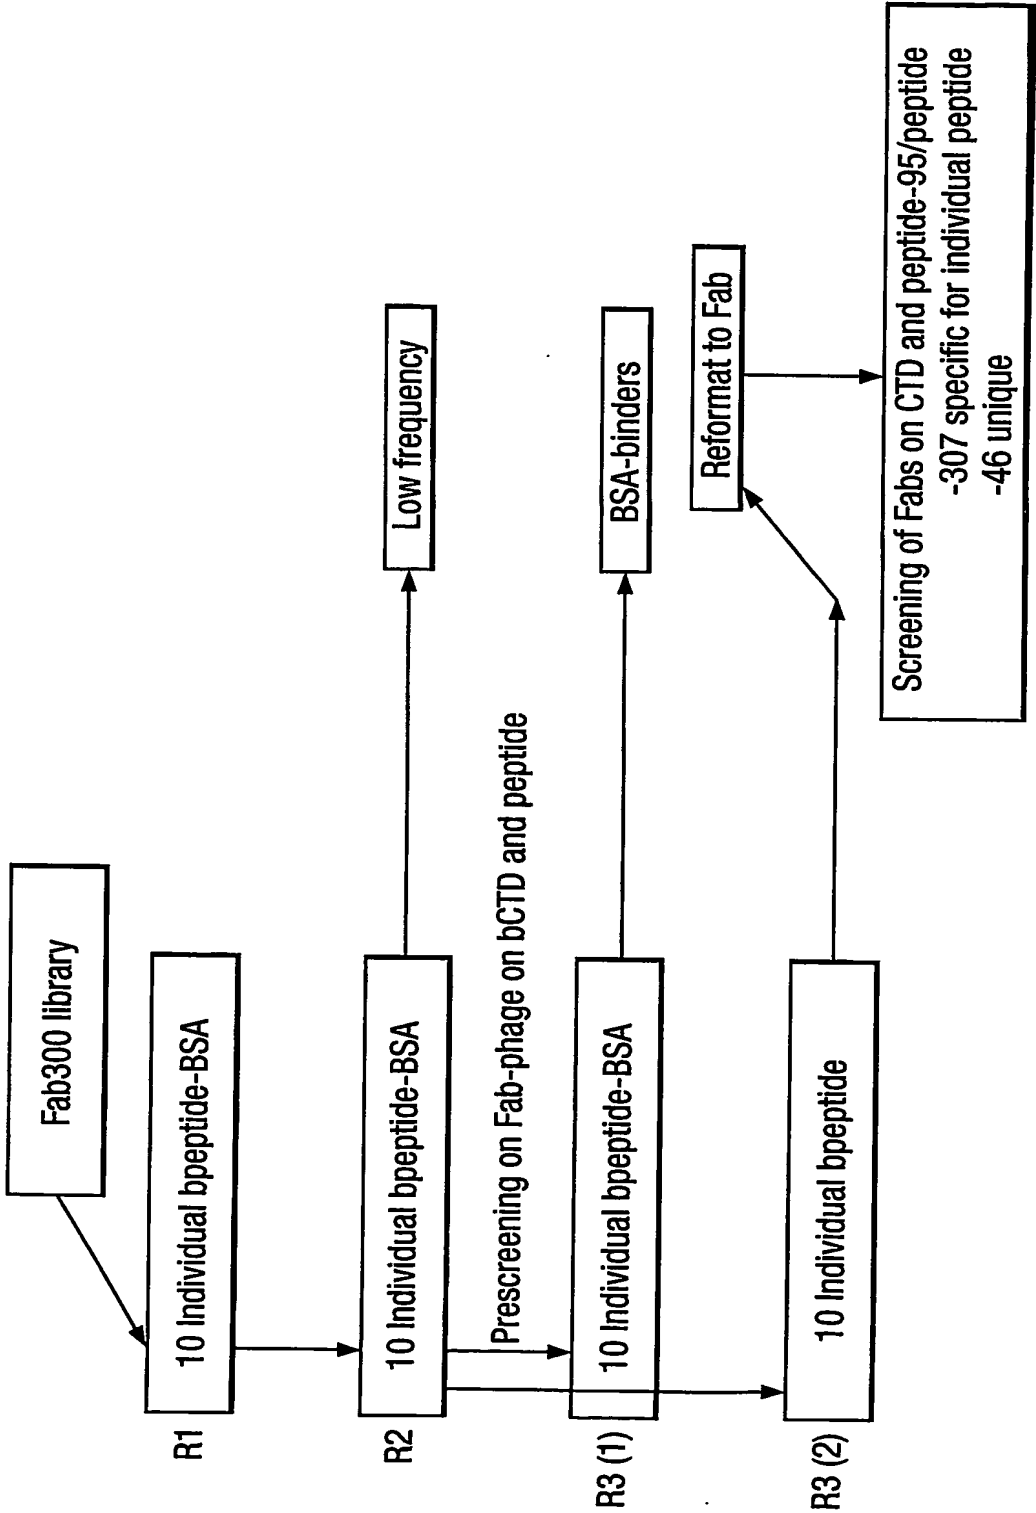 Fab300 library
R1
10 Individual bpeptide-BSA
R2
10 Individual bpeptide-BSA
Low frequency
Prescreening on Fab-phage on bCTD and peptide
R3 (1)
10 Individual bpeptide-BSA
BSA-binders
R3 (2)
10 Individual bpeptide
Reformat to Fab
Screening of Fabs on CTD and peptide-95/peptide
-307 specific for individual peptide
-46 unique